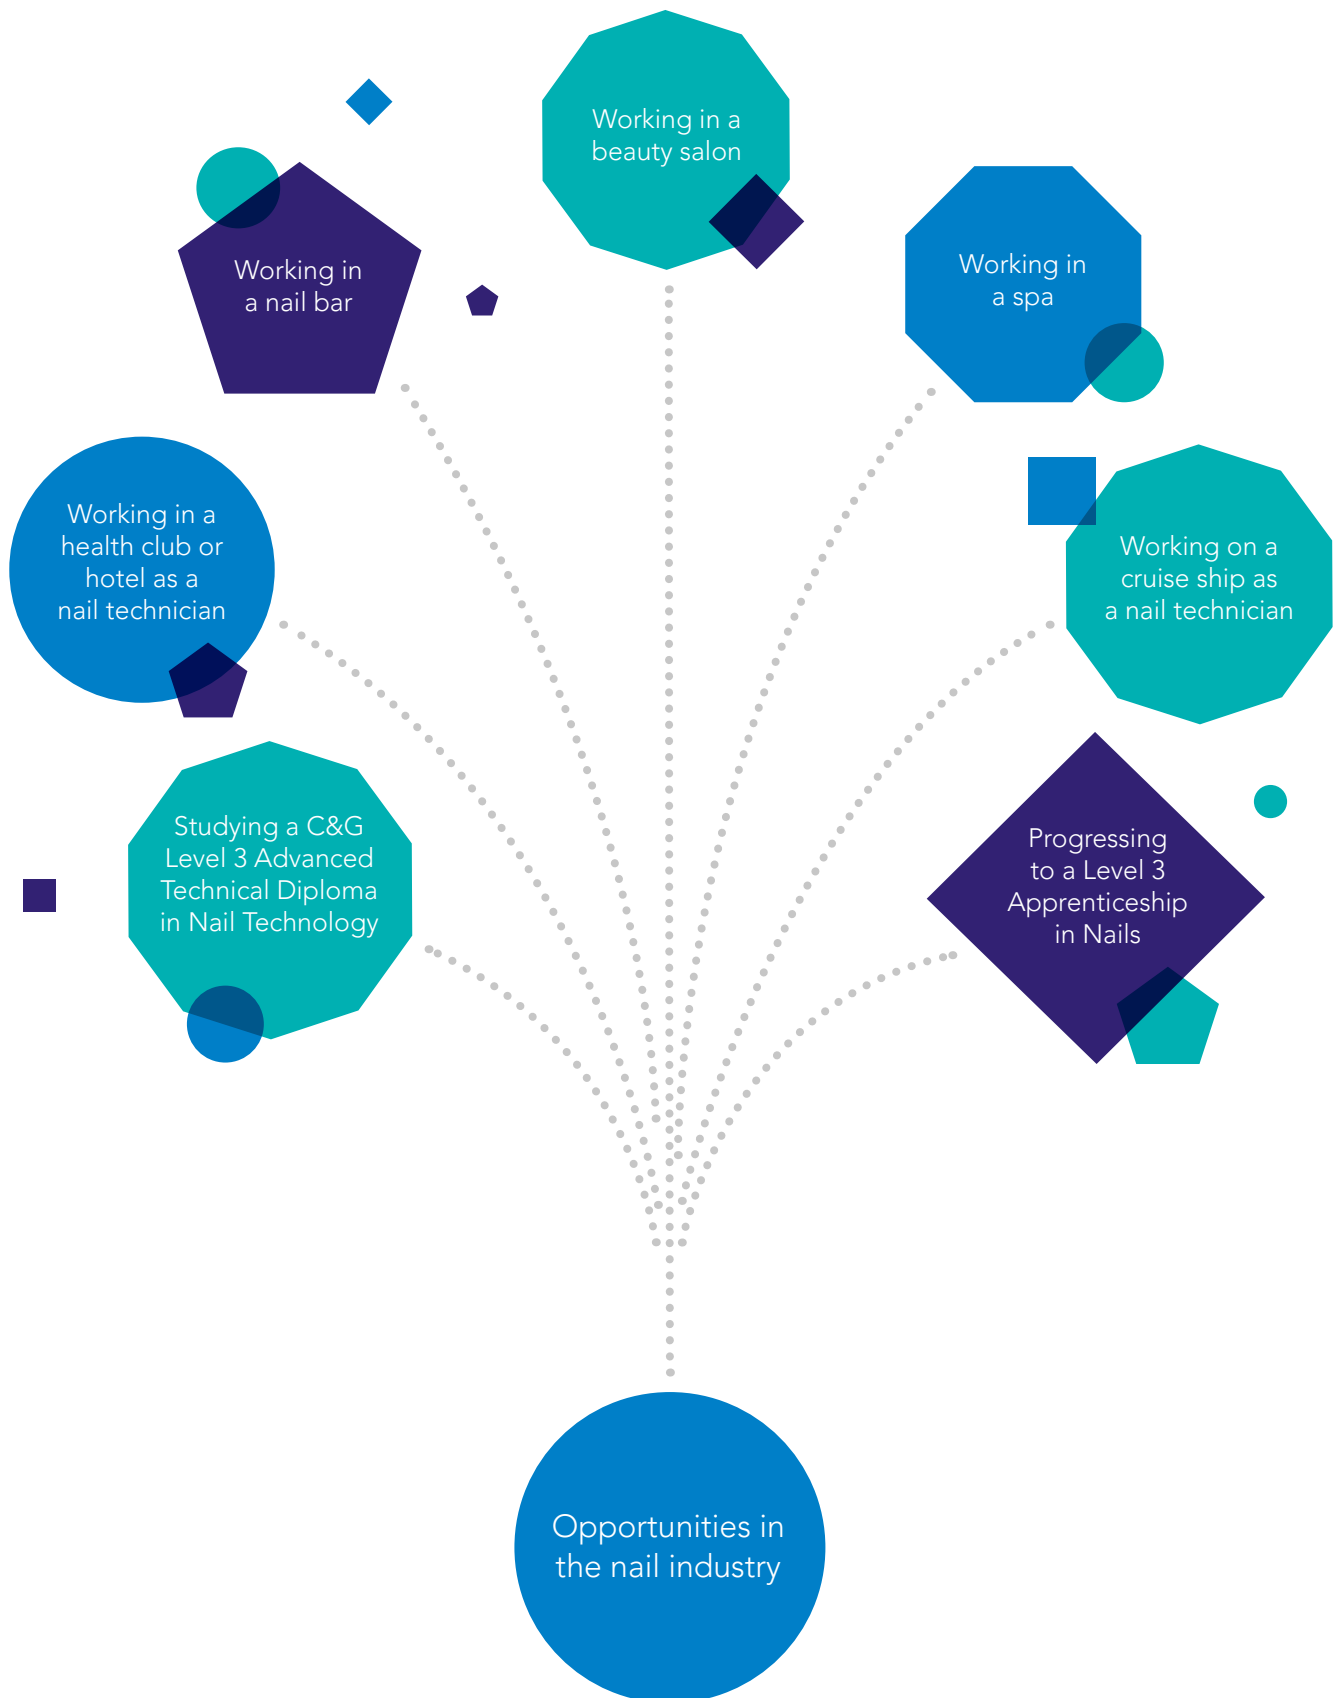 Working in a
beauty salon
Working in
a nail bar
Working in
a spa
Working in a
health club or
hotel as a
nail technician
Working on a
cruise ship as
a nail technician
Studying a C&G
Level 3 Advanced
Technical Diploma
in Nail Technology
Progressing
to a Level 3
Apprenticeship
in Nails
Opportunities in
the nail industry